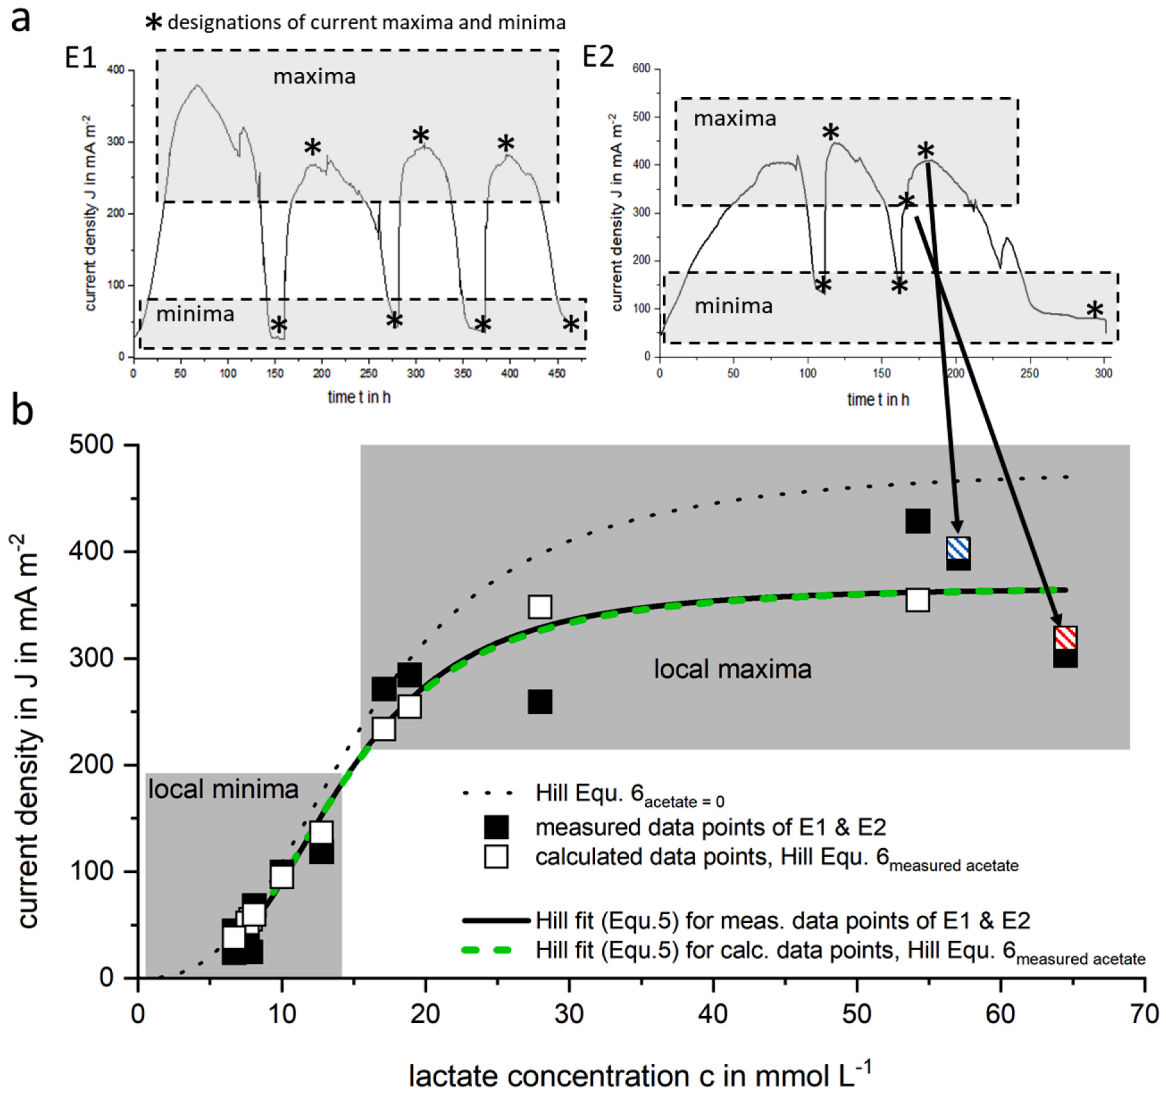 a
* designations of current maxima and minima
E1
maxima
minima
current density J in mA m-2
400
300
200
100
0
0 50 100 150 200 250 300 350 400 450
time t in h
E2
maxima
minima
current density J in mA m-2
600
500
400
300
200
100
0
0 50 100 150 200 250 300
time t in h
b
current density in J in mA m-2
500
400
300
200
100
0
local maxima
local minima
Hill Equ. 6acetate = 0
measured data points of E1 & E2
calculated data points, Hill Equ. 6measured acetate
Hill fit (Equ.5) for meas. data points of E1 & E2
Hill fit (Equ.5) for calc. data points, Hill Equ. 6measured acetate
0 10 20 30 40 50 60 70
lactate concentration c in mmol L-1